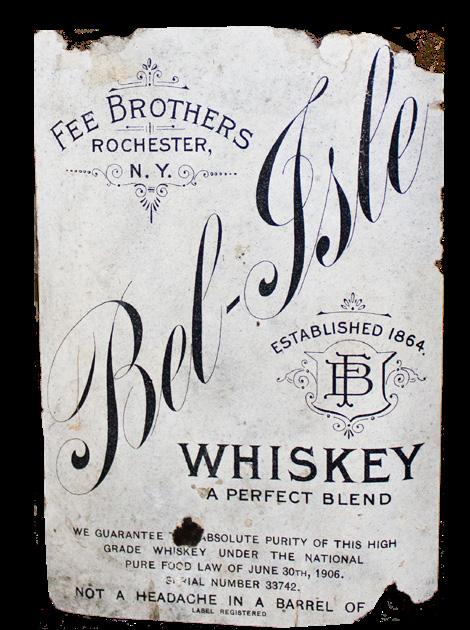 FEE BROTHERS
ROCHESTER,
N. Y.
Bel-Isle
ESTABLISHED 1864.
FB
WHISKEY
A PERFECT BLEND
WE GUARANTEE ABSOLUTE PURITY OF THIS HIGH
GRADE WHISKEY UNDER THE NATIONAL
PURE FOOD LAW OF JUNE 30TH, 1906.
SERIAL NUMBER 33742.
NOT A HEADACHE IN A BARREL OF
LABEL REGISTERED